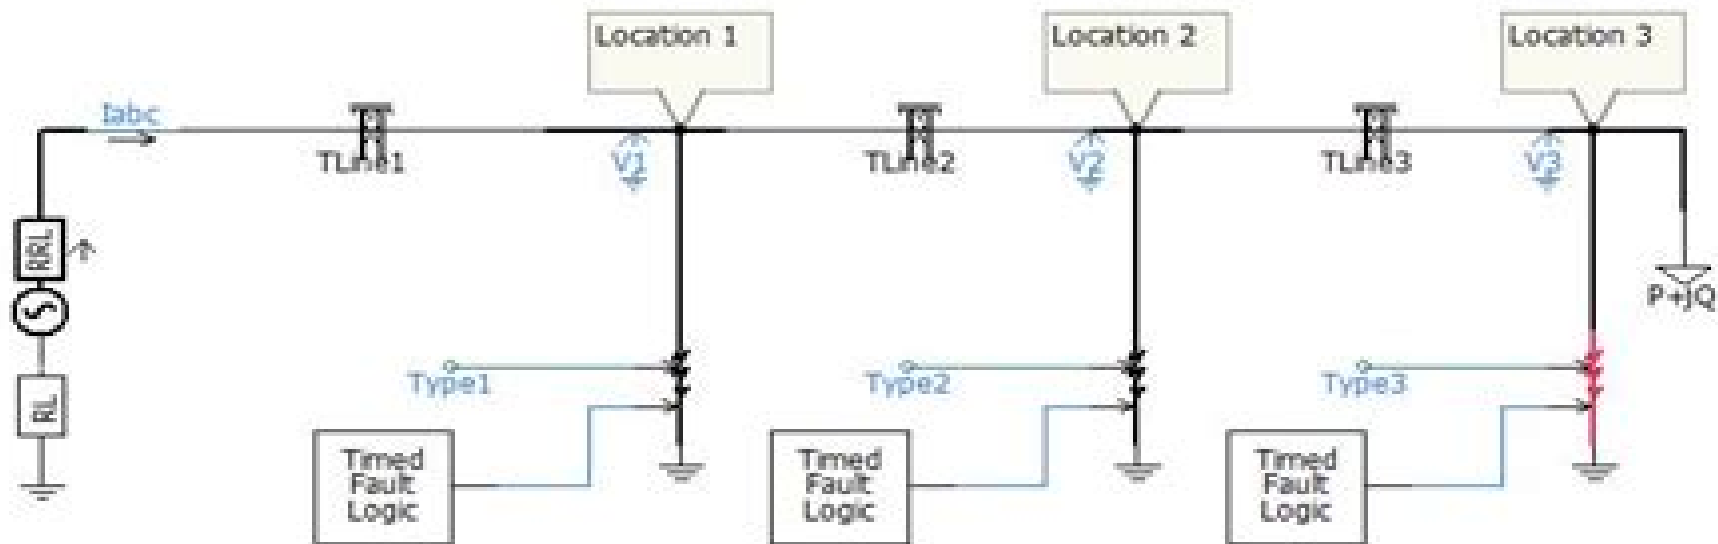 Location 1
Location 2
Location 3
Iabc
TLine1
V1
TLine2
V2
TLine3
V3
RRL
S
RL
P+jQ
Type1
Type2
Type3
Timed
Fault
Logic
Timed
Fault
Logic
Timed
Fault
Logic